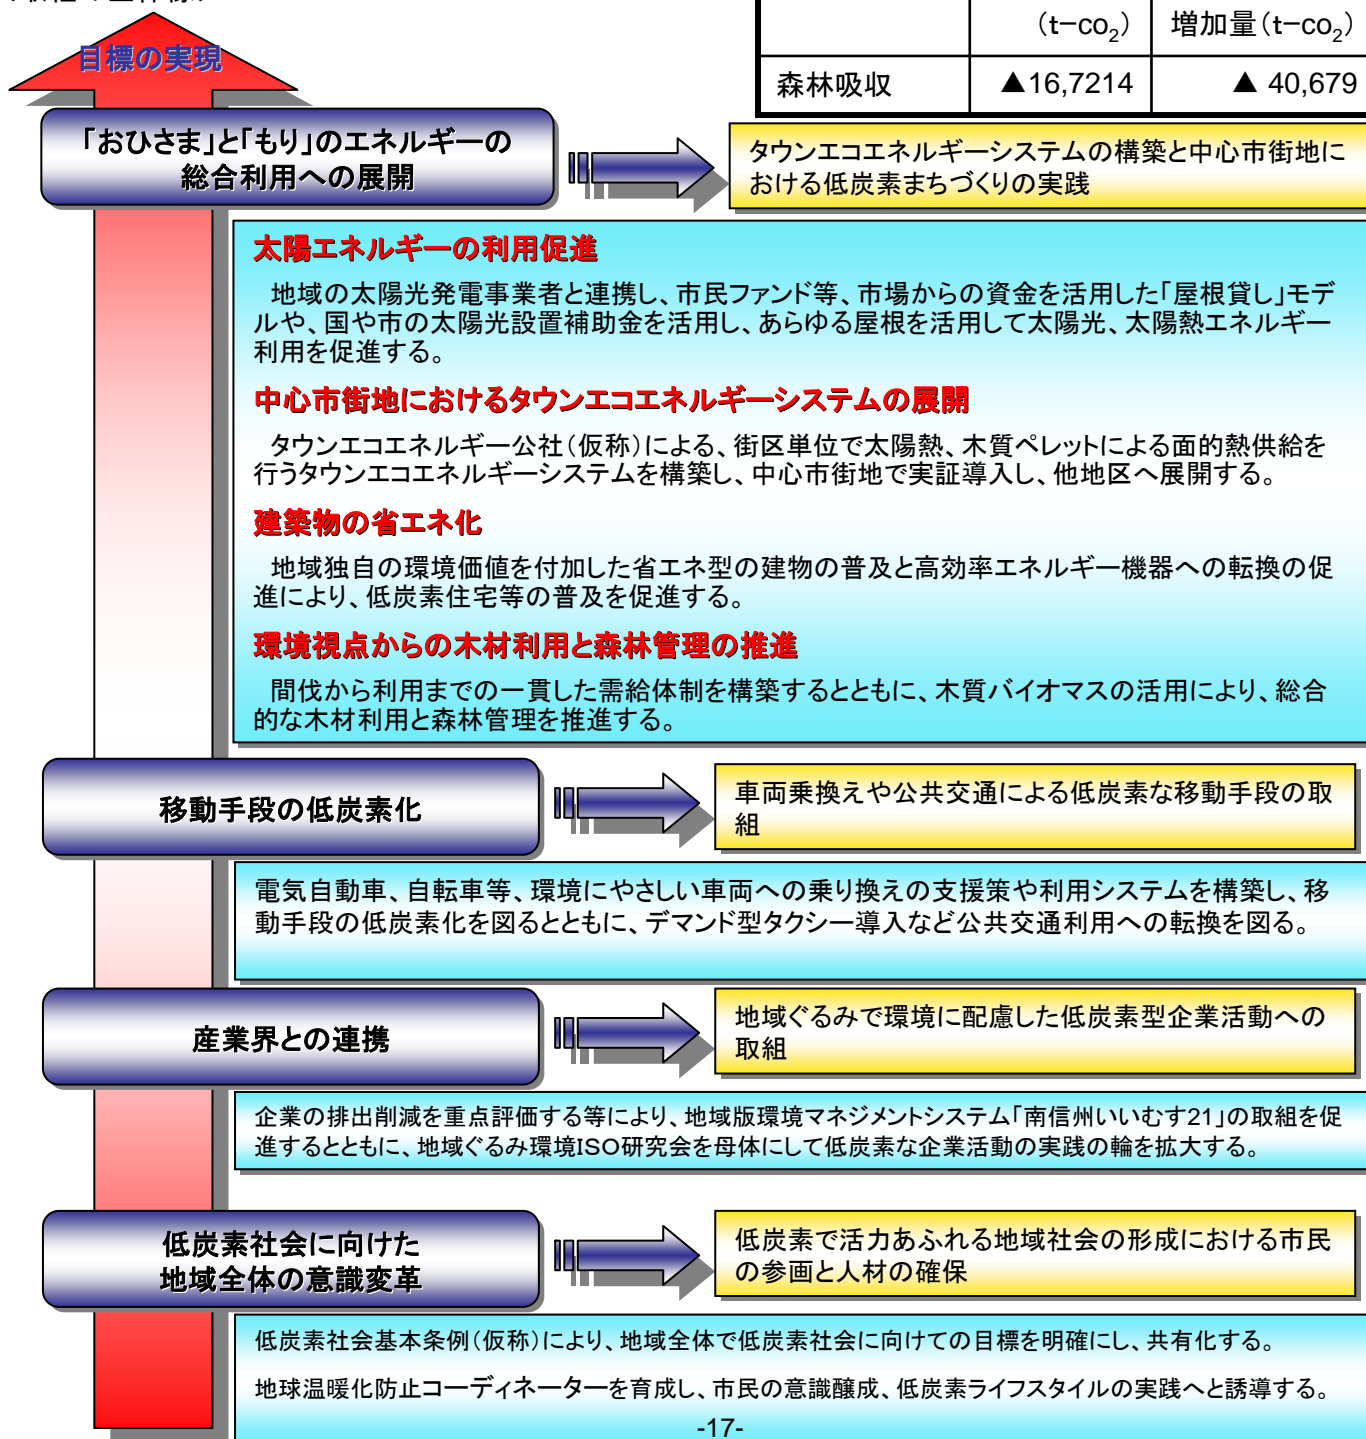 (t-co2)
増加量(t-co2)
森林吸収
▲16,7214
▲ 40,679
目標の実現
「おひさま」と「もり」のエネルギーの
総合利用への展開
タウンエコエネルギーシステムの構築と中心市街地に
おける低炭素まちづくりの実践
太陽エネルギーの利用促進
地域の太陽光発電事業者と連携し、市民ファンド等、市場からの資金を活用した「屋根貸し」モデ
ルや、国や市の太陽光設置補助金を活用し、あらゆる屋根を活用して太陽光、太陽熱エネルギー
利用を促進する。
中心市街地におけるタウンエコエネルギーシステムの展開
タウンエコエネルギー公社(仮称)による、街区単位で太陽熱、木質ペレットによる面的熱供給を
行うタウンエコエネルギーシステムを構築し、中心市街地で実証導入し、他地区へ展開する。
建築物の省エネ化
地域独自の環境価値を付加した省エネ型の建物の普及と高効率エネルギー機器への転換の促
進により、低炭素住宅等の普及を促進する。
環境視点からの木材利用と森林管理の推進
間伐から利用までの一貫した需給体制を構築するとともに、木質バイオマスの活用により、総合
的な木材利用と森林管理を推進する。
移動手段の低炭素化
車両乗換えや公共交通による低炭素な移動手段の取
組
電気自動車、自転車等、環境にやさしい車両への乗り換えの支援策や利用システムを構築し、移
動手段の低炭素化を図るとともに、デマンド型タクシー導入など公共交通利用への転換を図る。
産業界との連携
地域ぐるみで環境に配慮した低炭素型企業活動への
取組
企業の排出削減を重点評価する等により、地域版環境マネジメントシステム「南信州いいむす21」の取組を促
進するとともに、地域ぐるみ環境ISO研究会を母体にして低炭素な企業活動の実践の輪を拡大する。
低炭素社会に向けた
地域全体の意識変革
低炭素で活力あふれる地域社会の形成における市民
の参画と人材の確保
低炭素社会基本条例(仮称)により、地域全体で低炭素社会に向けての目標を明確にし、共有化する。
地球温暖化防止コーディネーターを育成し、市民の意識醸成、低炭素ライフスタイルの実践へと誘導する。
-17-